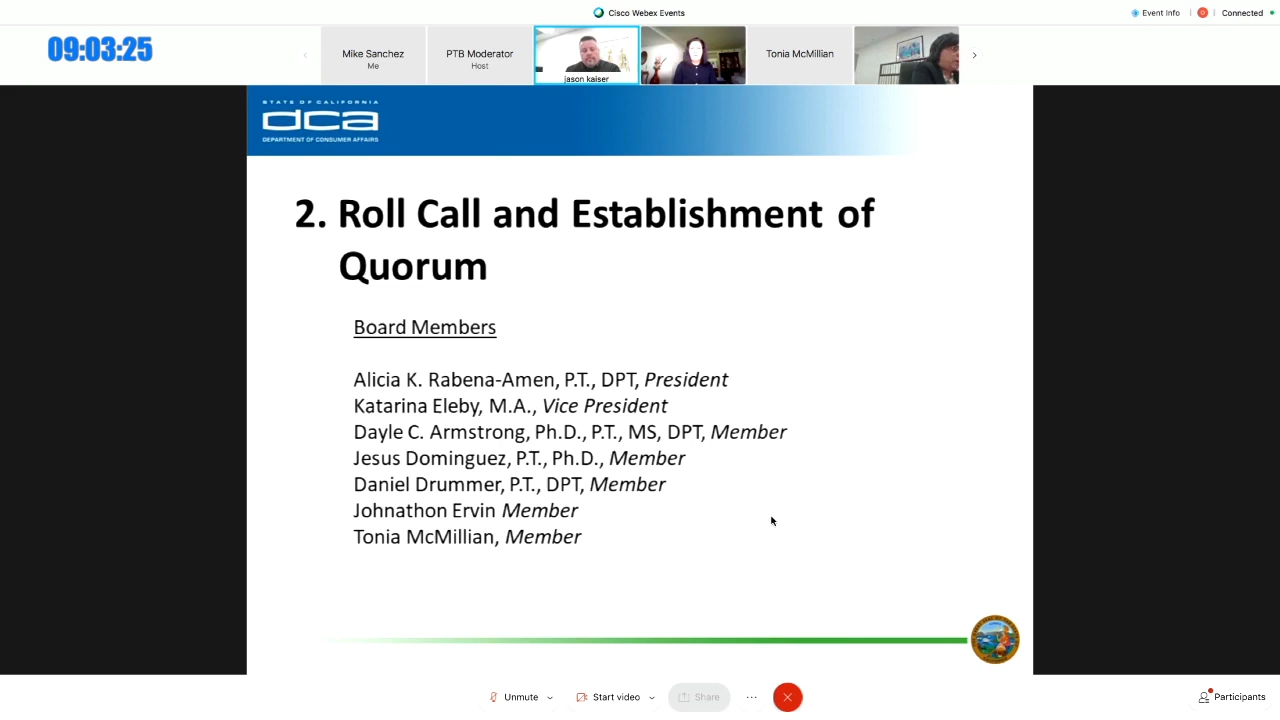 Cisco Webex Events
Event Info
Connected
09:03:25
Mike Sanchez
Me
PTB Moderator
Host
jason kaiser
Tonia McMillian
STATE OF CALIFORNIA
dca
DEPARTMENT OF CONSUMER AFFAIRS
2. Roll Call and Establishment of
Quorum
Board Members
Alicia K. Rabena-Amen, P.T., DPT, President
Katarina Eleby, M.A., Vice President
Dayle C. Armstrong, Ph.D., P.T., MS, DPT, Member
Jesus Dominguez, P.T., Ph.D., Member
Daniel Drummer, P.T., DPT, Member
Johnathon Ervin Member
Tonia McMillian, Member
Unmute
Start video
Share
Participants